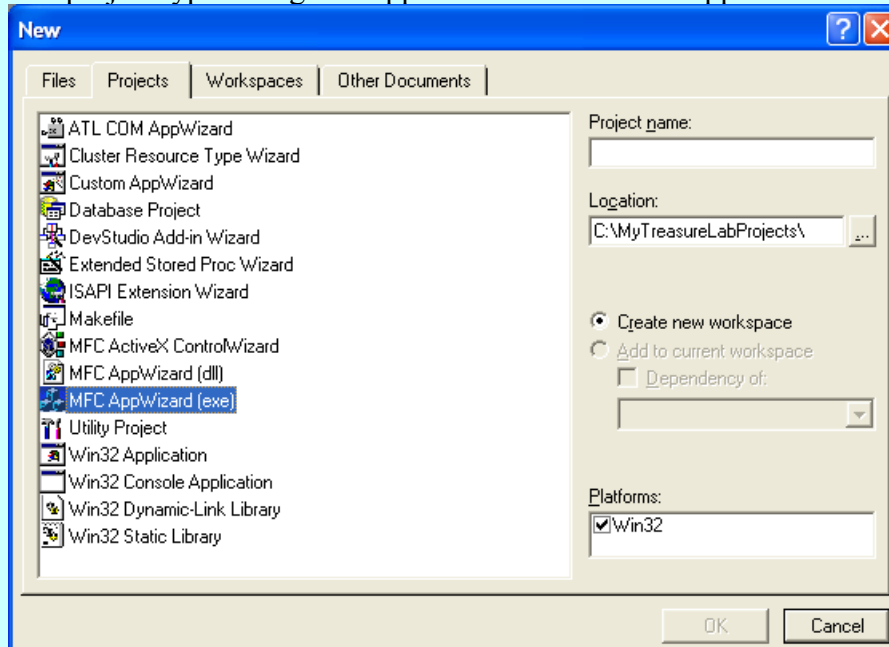 New
Files Projects Workspaces Other Documents
ATL COM AppWizard
Cluster Resource Type Wizard
Custom AppWizard
Database Project
DevStudio Add-in Wizard
Extended Stored Proc Wizard
ISAPI Extension Wizard
Makefile
MFC ActiveX ControlWizard
MFC AppWizard (dll)
MFC AppWizard (exe)
Utility Project
Win32 Application
Win32 Console Application
Win32 Dynamic-Link Library
Win32 Static Library
Project name:
Location:
C:\MyTreasureLabProjects\
...
Create new workspace
Add to current workspace
Dependency of:
Platforms:
Win32
OK Cancel